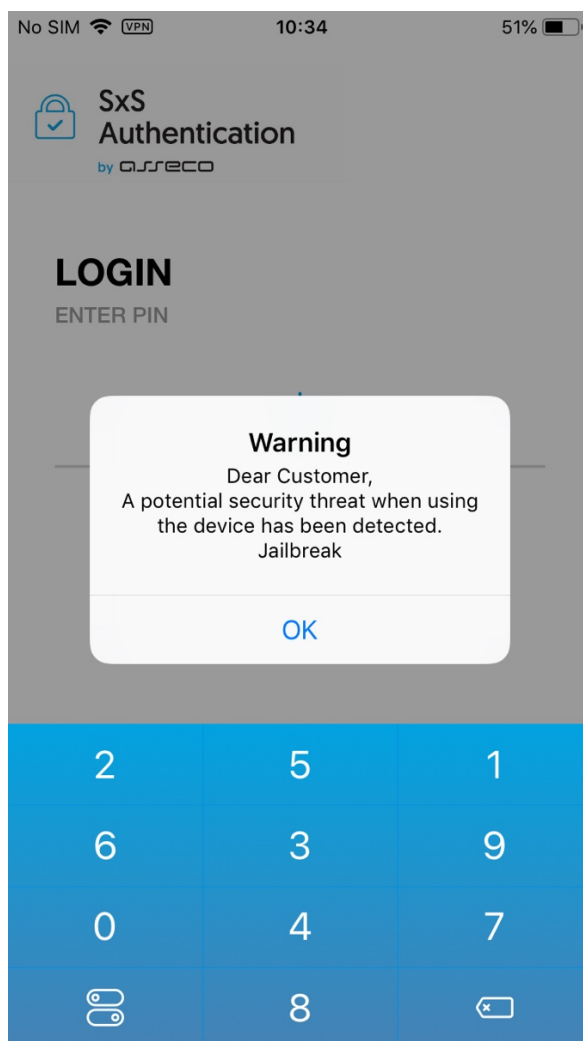 No SIM VPN 10:34 51%
SxS
Authentication
by asseco
LOGIN
ENTER PIN
Warning
Dear Customer,
A potential security threat when using
the device has been detected.
Jailbreak
OK
2 5 1
6 3 9
0 4 7
8